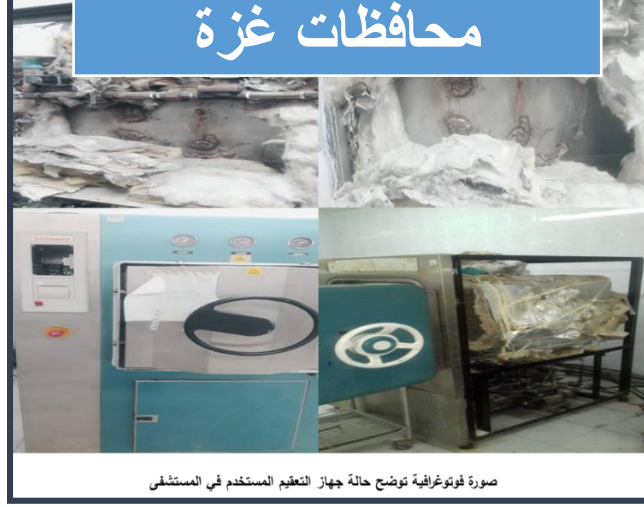 محافظات غزة
صورة فوتوغرافية توضح حالة جهاز التعقيم المستخدم في المستشفى